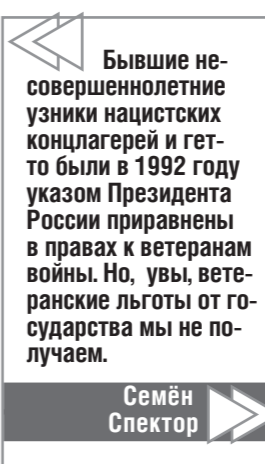 Бывшие не-
совершеннолетние
узники нацистских
концлагерей и гет-
то были в 1992 году
указом Президента
России приравнены
в правах к ветеранам
войны. Но, увы, вете-
ранские льготы от го-
сударства мы не по-
лучаем.
Семён
Спектор